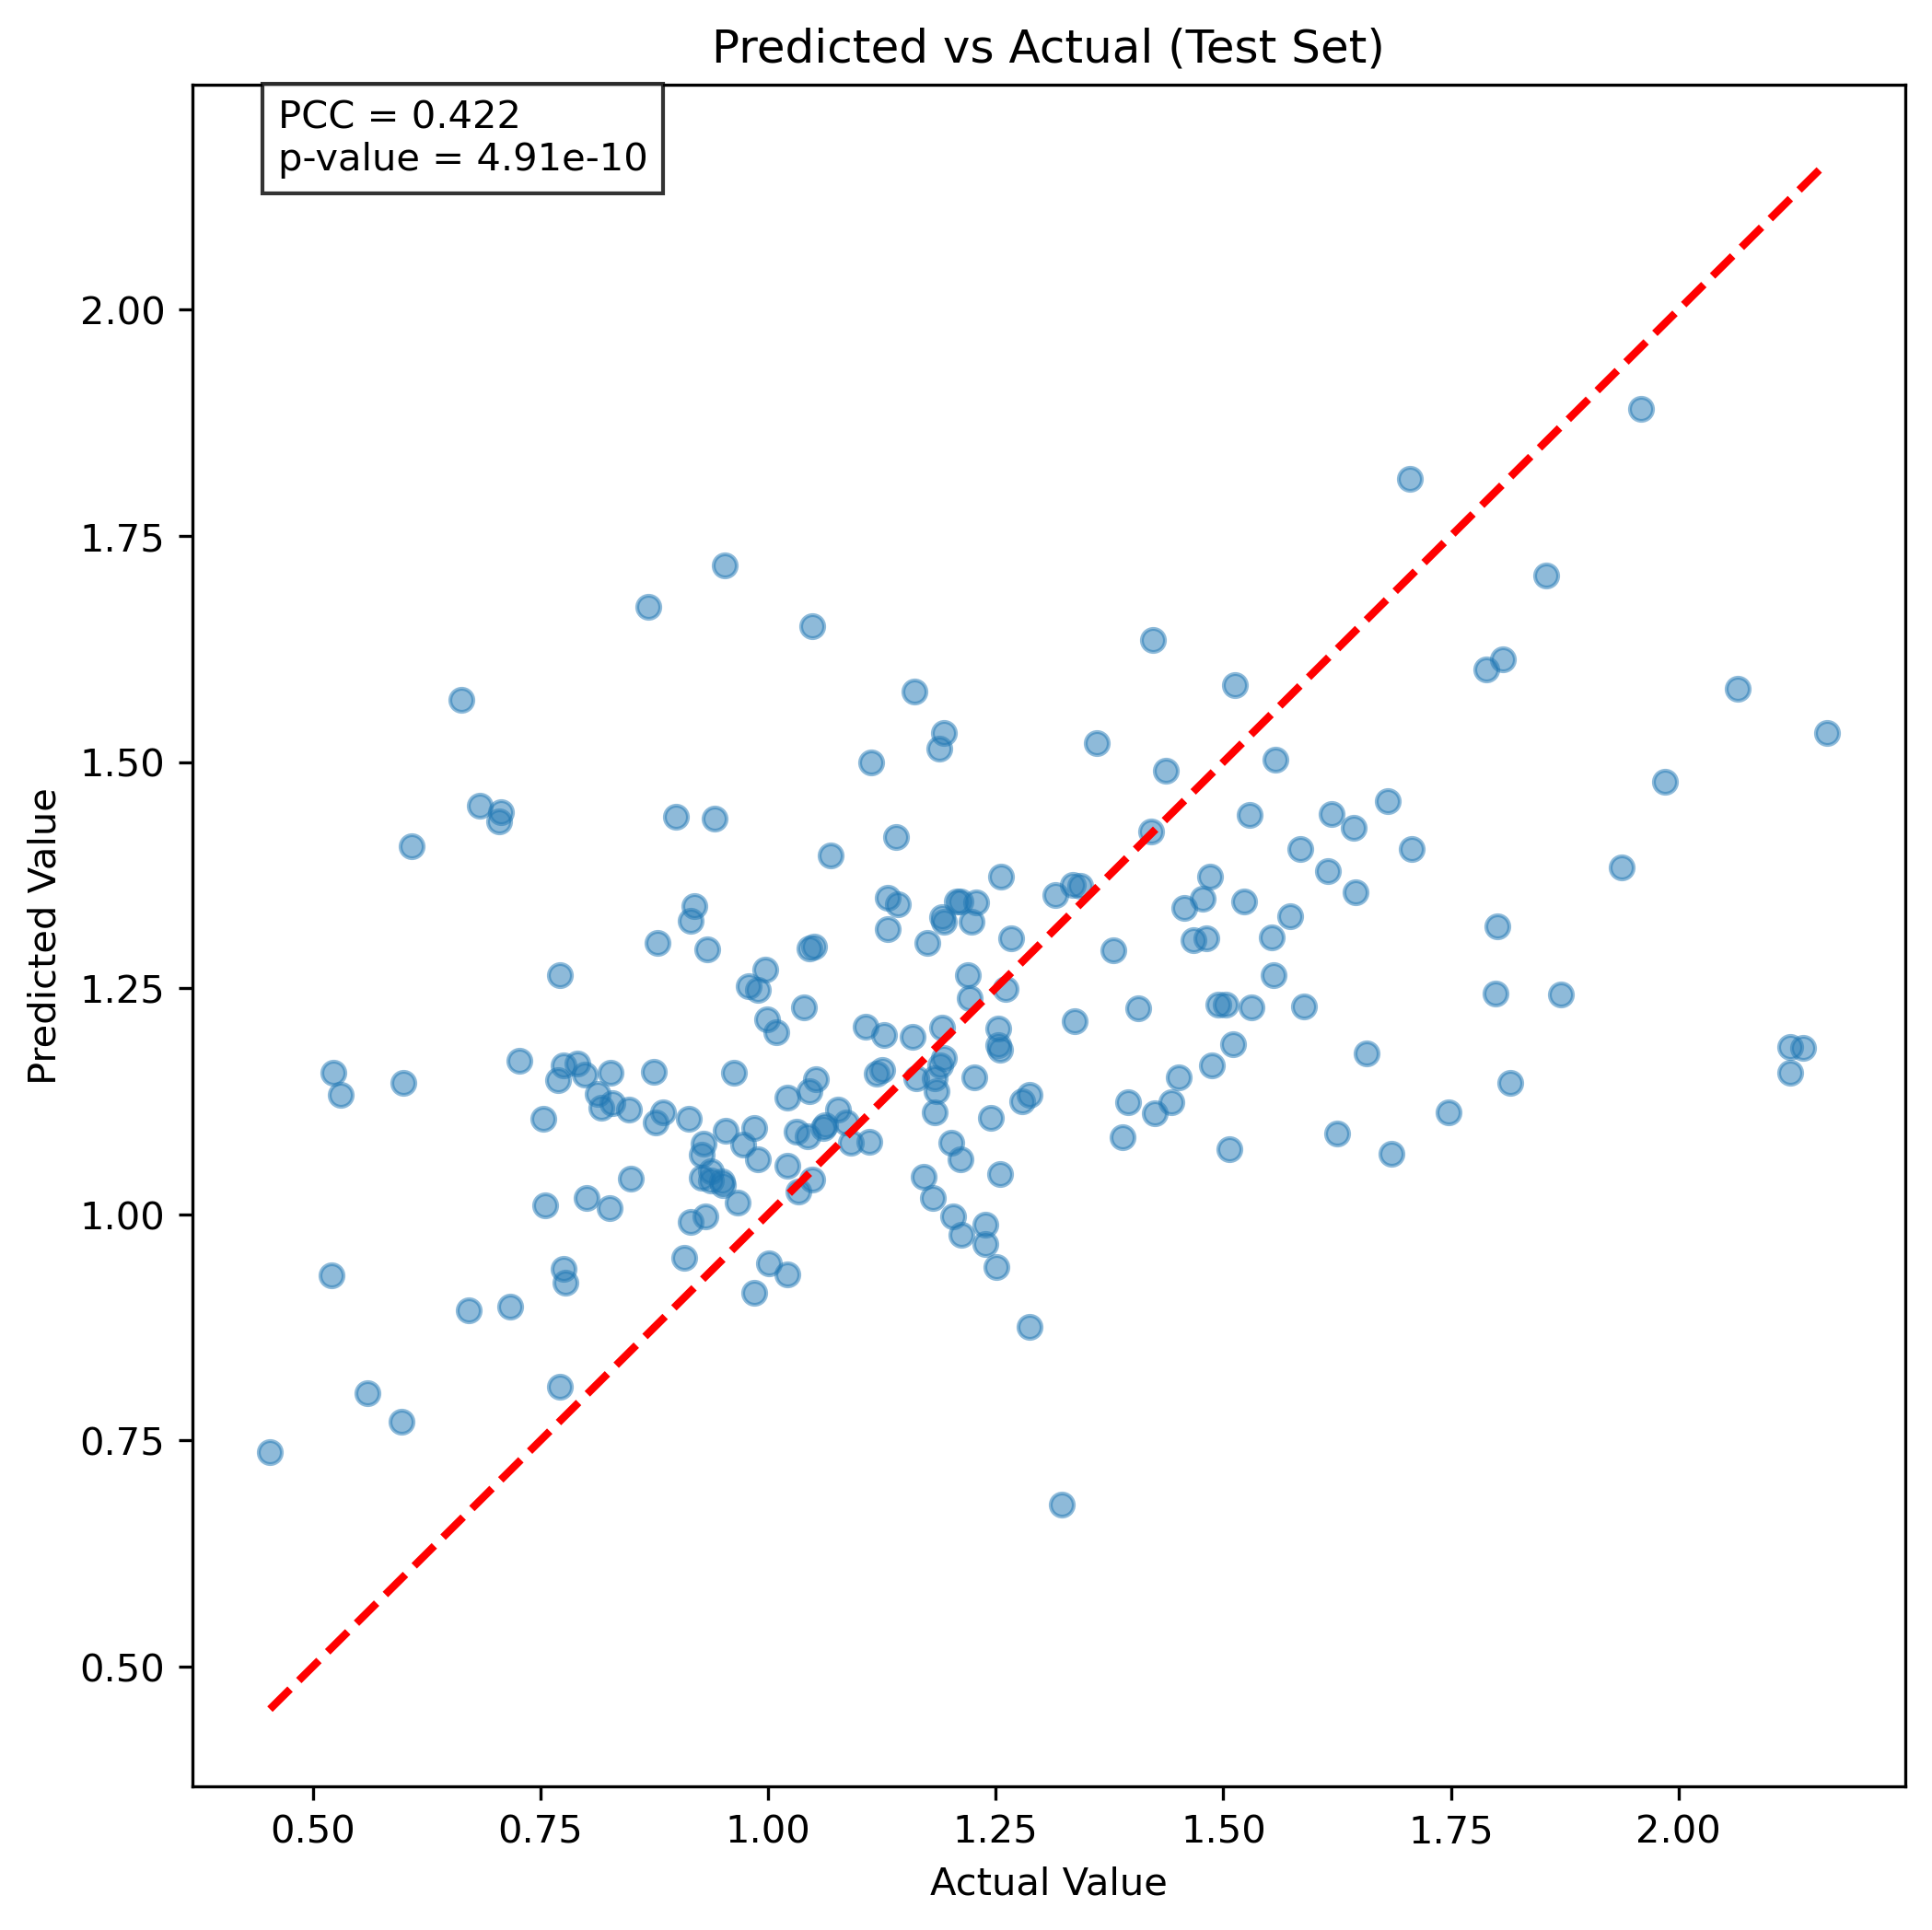 Predicted vs Actual (Test Set)
PCC = 0.422
p-value = 4.91e-10
2.00
1.75
1.50
1.25
1.00
0.75
0.50
Predicted Value
0.50 0.75 1.00 1.25 1.50 1.75 2.00
Actual Value